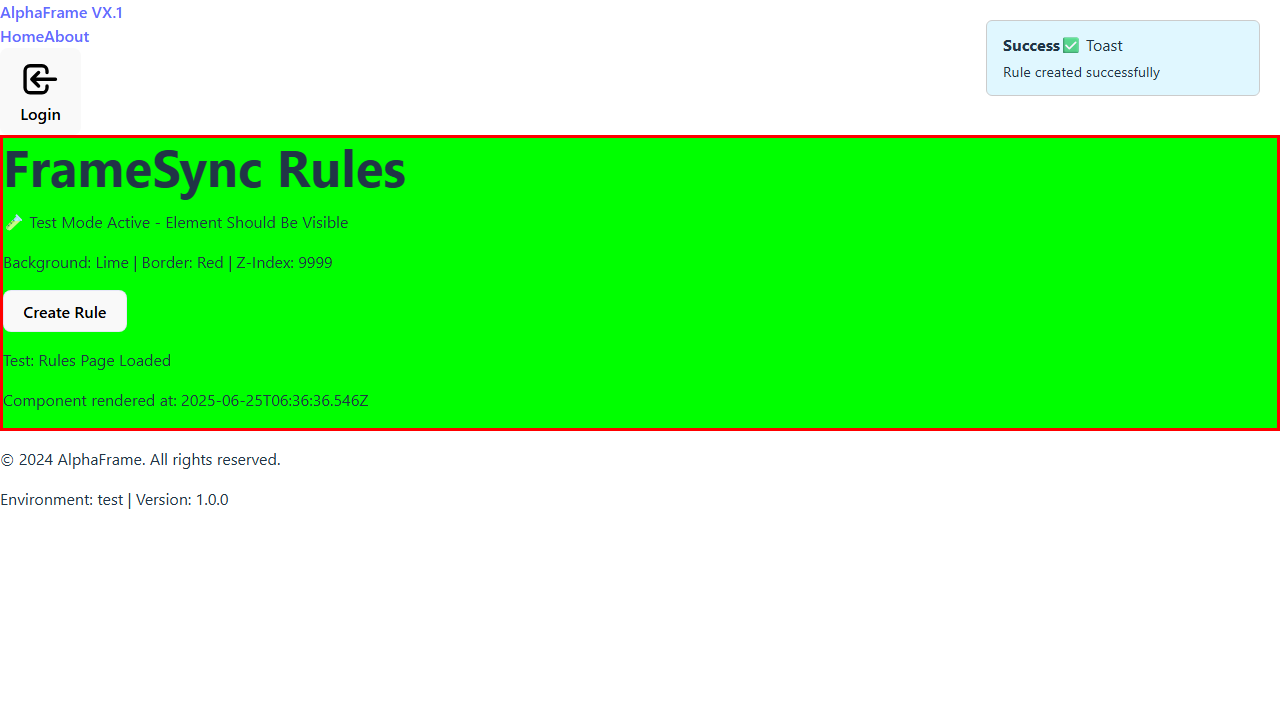 AlphaFrame VX.1
HomeAbout
Login
Success✅ Toast
Rule created successfully
FrameSync Rules
🧪 Test Mode Active - Element Should Be Visible
Background: Lime | Border: Red | Z-Index: 9999
Create Rule
Test: Rules Page Loaded
Component rendered at: 2025-06-25T06:36:36.546Z
© 2024 AlphaFrame. All rights reserved.
Environment: test | Version: 1.0.0